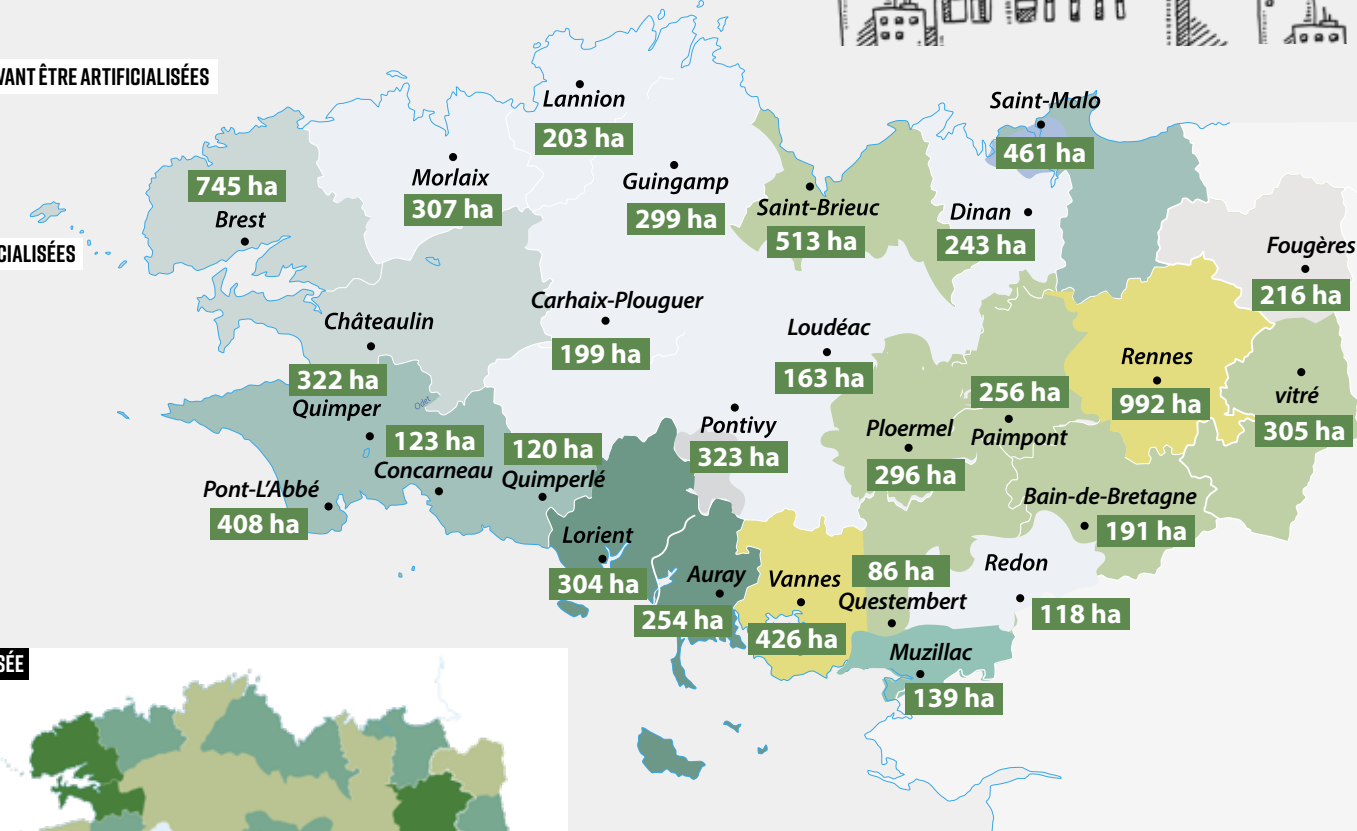 VANT ÊTRE ARTIFICIALISÉES
CIALISÉES
Lannion
203 ha
Saint-Malo
461 ha
Morlaix
307 ha
Guingamp
299 ha
745 ha
Brest
Saint-Brieuc
513 ha
Dinan
243 ha
Fougères
216 ha
Carhaix-Plouguer
199 ha
Châteaulin
322 ha
Loudéac
163 ha
Rennes
992 ha
vitré
305 ha
Quimper
Odet
256 ha
Paimpont
Pontivy
323 ha
Ploermel
296 ha
123 ha
Concarneau
120 ha
Quimperlé
Pont-L'Abbé
408 ha
Bain-de-Bretagne
191 ha
Lorient
304 ha
Auray
254 ha
Vannes
426 ha
86 ha
Questembert
Redon
118 ha
Muzillac
139 ha
SÉE